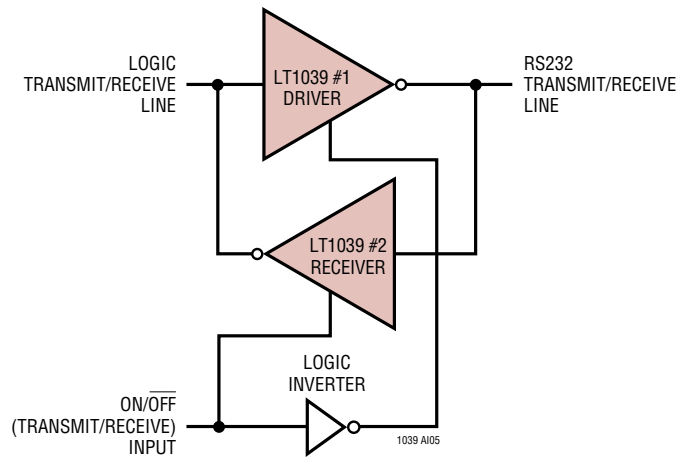 LOGIC
TRANSMIT/RECEIVE
LINE
LT1039 #1
DRIVER
RS232
TRANSMIT/RECEIVE
LINE
LT1039 #2
RECEIVER
LOGIC
INVERTER
ON/O̅F̅F̅
(TRANSMIT/RECEIVE)
INPUT
1039 AI05